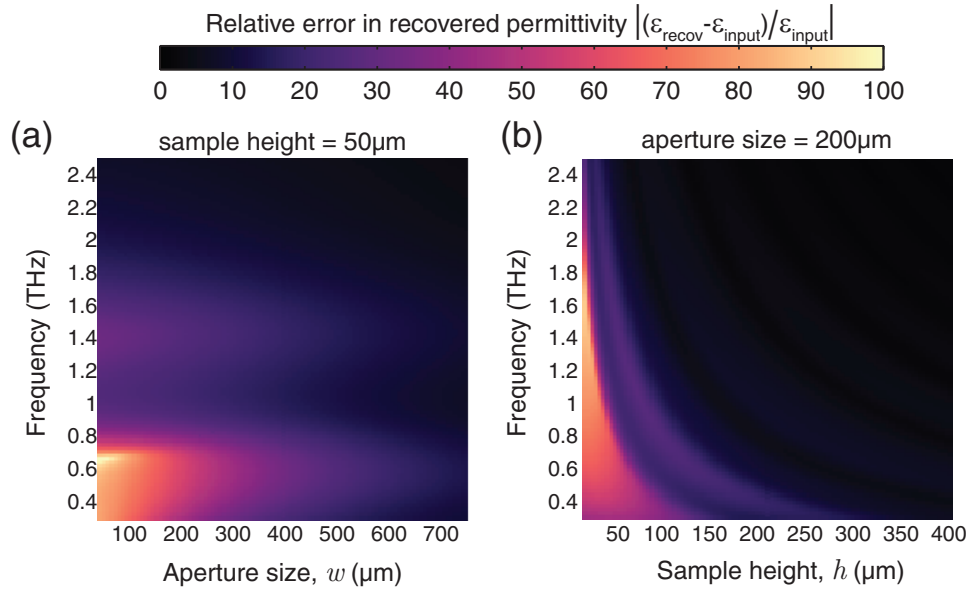 Relative error in recovered permittivity |(ε_recov-ε_input)/ε_input|
0 10 20 30 40 50 60 70 80 90 100
(a)
sample height = 50μm
Frequency (THz)
2.4
2.2
2
1.8
1.6
1.4
1.2
1
0.8
0.6
0.4
100 200 300 400 500 600 700
Aperture size, w (μm)
(b)
aperture size = 200μm
Frequency (THz)
2.4
2.2
2
1.8
1.6
1.4
1.2
1
0.8
0.6
0.4
50 100 150 200 250 300 350 400
Sample height, h (μm)